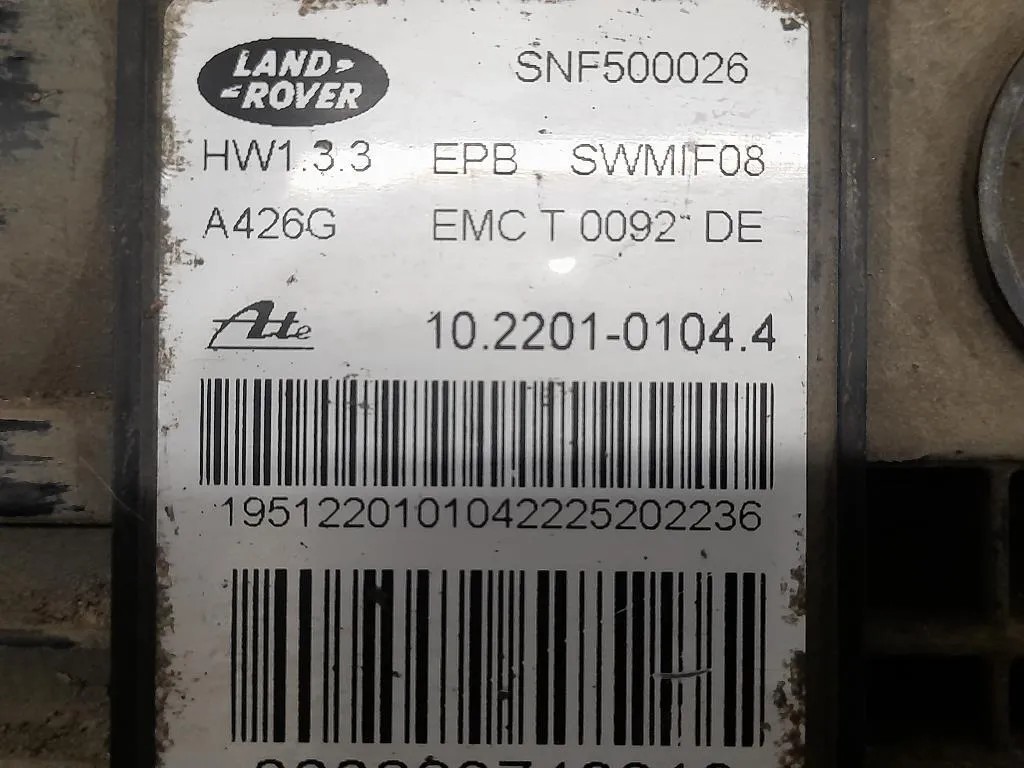 LAND
ROVER
SNF500026
HW1.3.3 EPB SWMIF08
A426G EMC T 0092 DE
Ate 10.2201-0104.4
1951220101042225202236